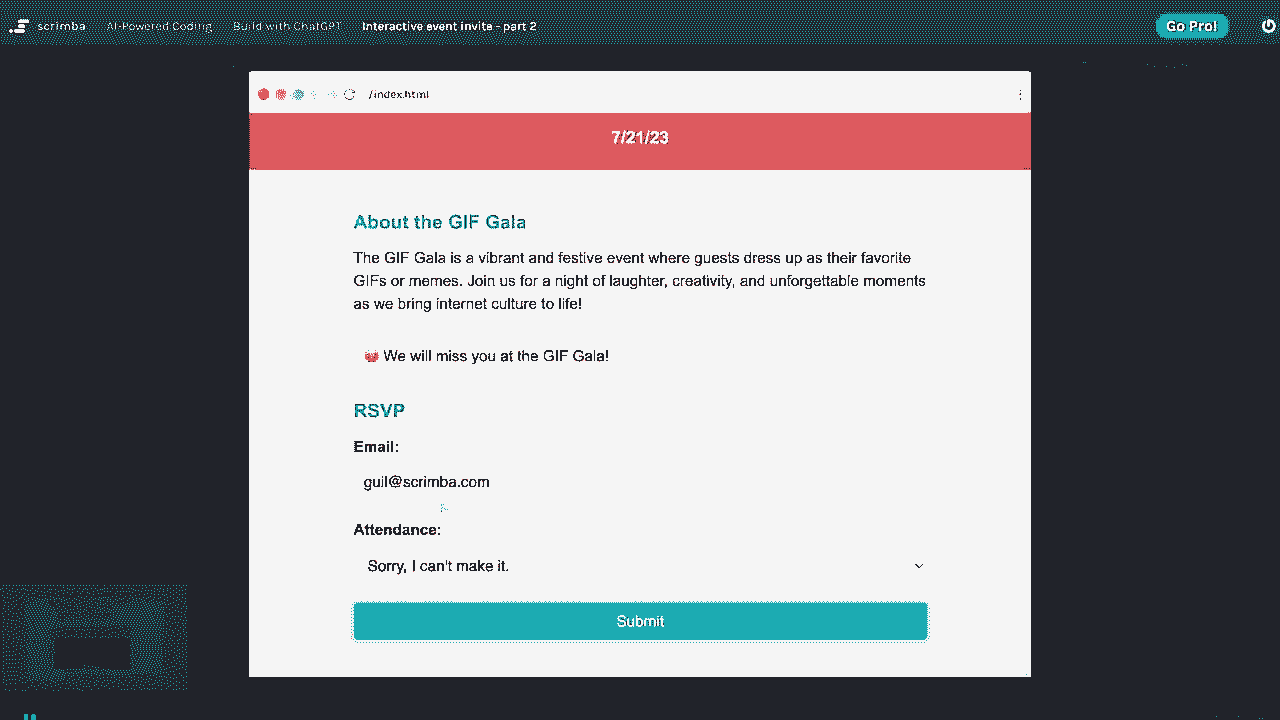 scrimba AI-Powered Coding Build with ChatGPT Interactive event invite - part 2 Go Pro!
/index.html
7/21/23
About the GIF Gala
The GIF Gala is a vibrant and festive event where guests dress up as their favorite
GIFs or memes. Join us for a night of laughter, creativity, and unforgettable moments
as we bring internet culture to life!
We will miss you at the GIF Gala!
RSVP
Email:
guil@scrimba.com
Attendance:
Sorry, I can't make it.
Submit